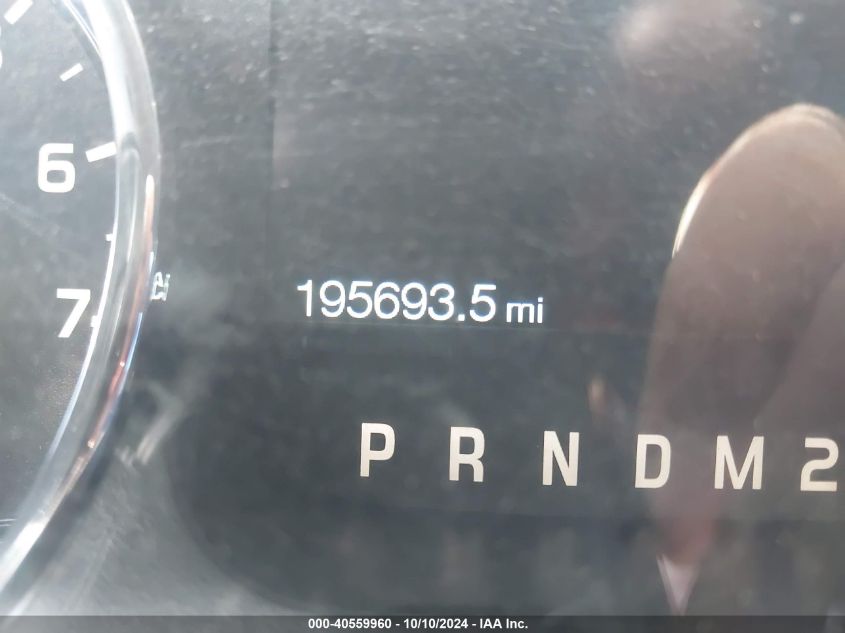 6
7
195693.5 mi
P R N D M 2
000-40559960 - 10/10/2024 - IAA Inc.